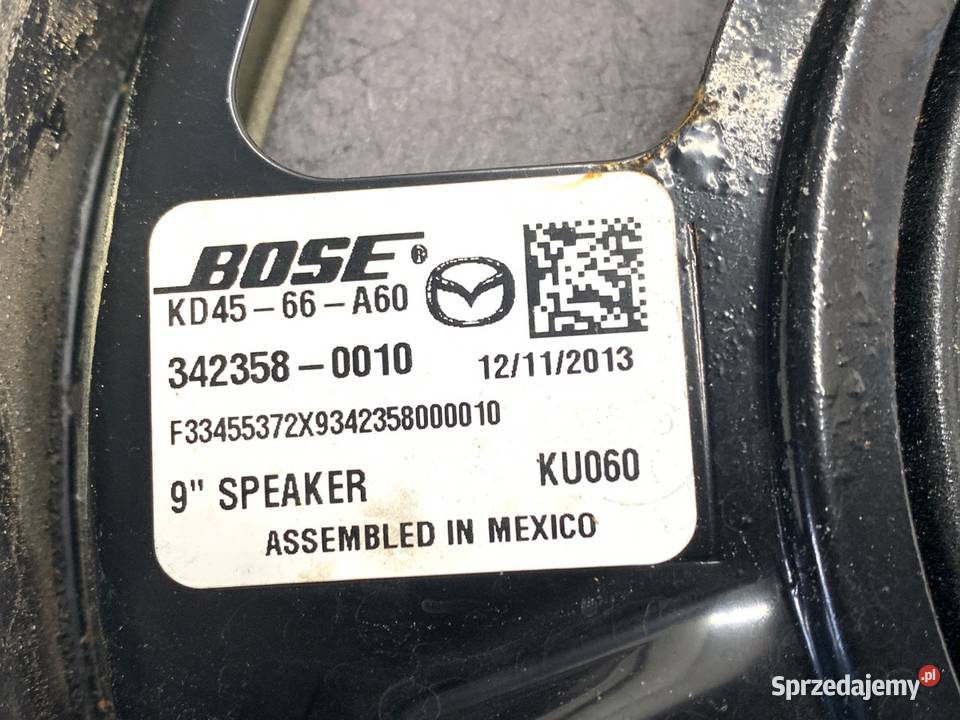 BOSE®
KD45-66-A60
342358-0010 12/11/2013
F33455372X9342358000010
9" SPEAKER KU060
ASSEMBLED IN MEXICO
Sprzedajemy.pl